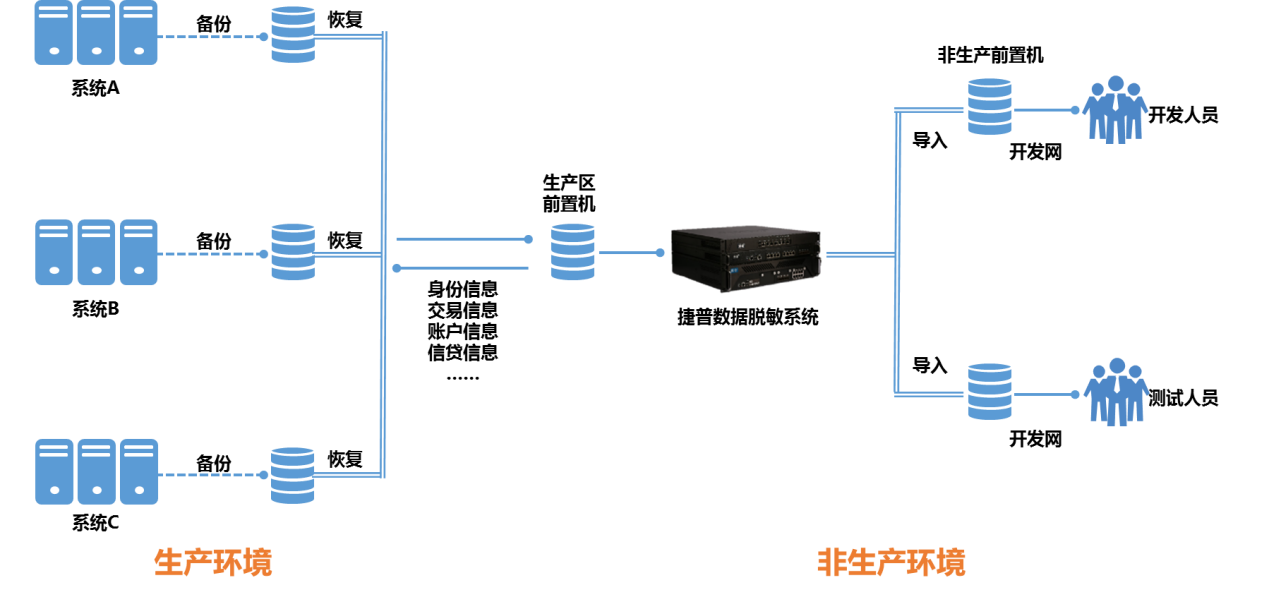 备份
恢复
系统A
非生产前置机
开发人员
导入
开发网
生产区
前置机
备份
恢复
身份信息
交易信息
账户信息
信贷信息
……
系统B
捷普数据脱敏系统
导入
测试人员
开发网
备份
恢复
系统C
生产环境
非生产环境